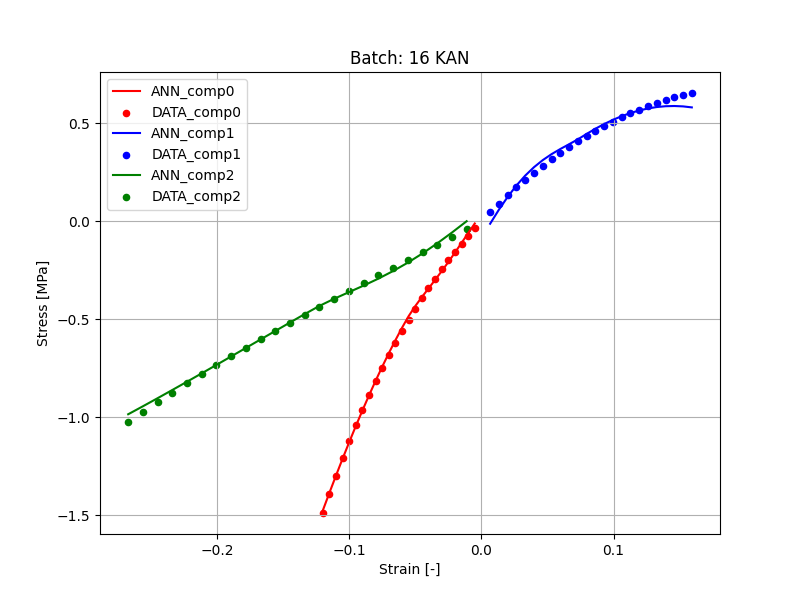 Batch: 16 KAN
ANN_comp0
DATA_comp0
ANN_comp1
DATA_comp1
ANN_comp2
DATA_comp2
0.5
0.0
−0.5
−1.0
−1.5
Stress [MPa]
−0.2
−0.1
0.0
0.1
Strain [-]